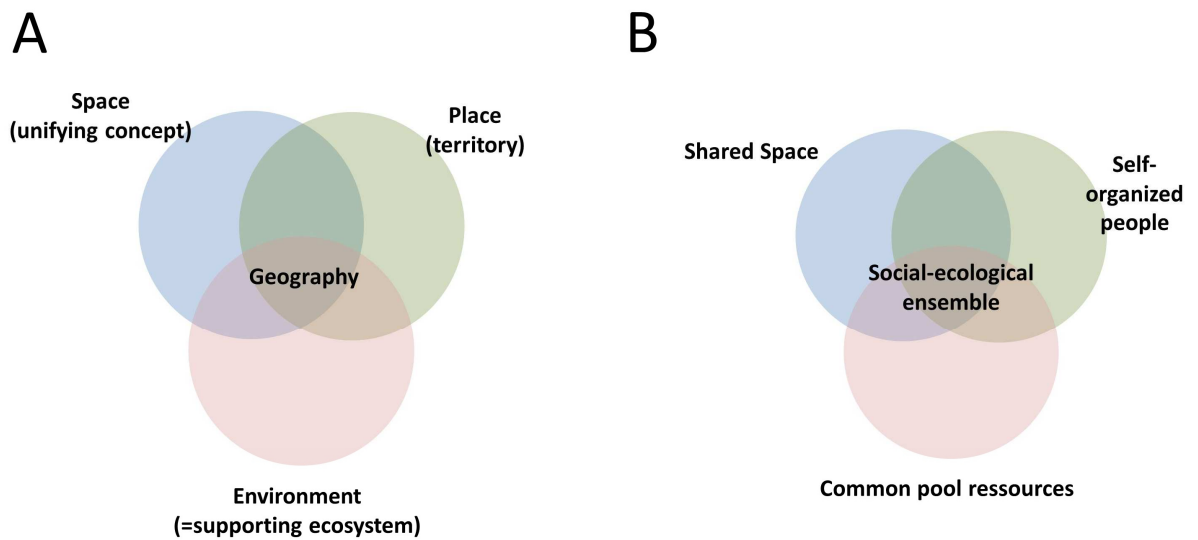 A
Space
(unifying concept)
Place
(territory)
Geography
Environment
(=supporting ecosystem)
B
Shared Space
Self-
organized
people
Social-ecological
ensemble
Common pool ressources